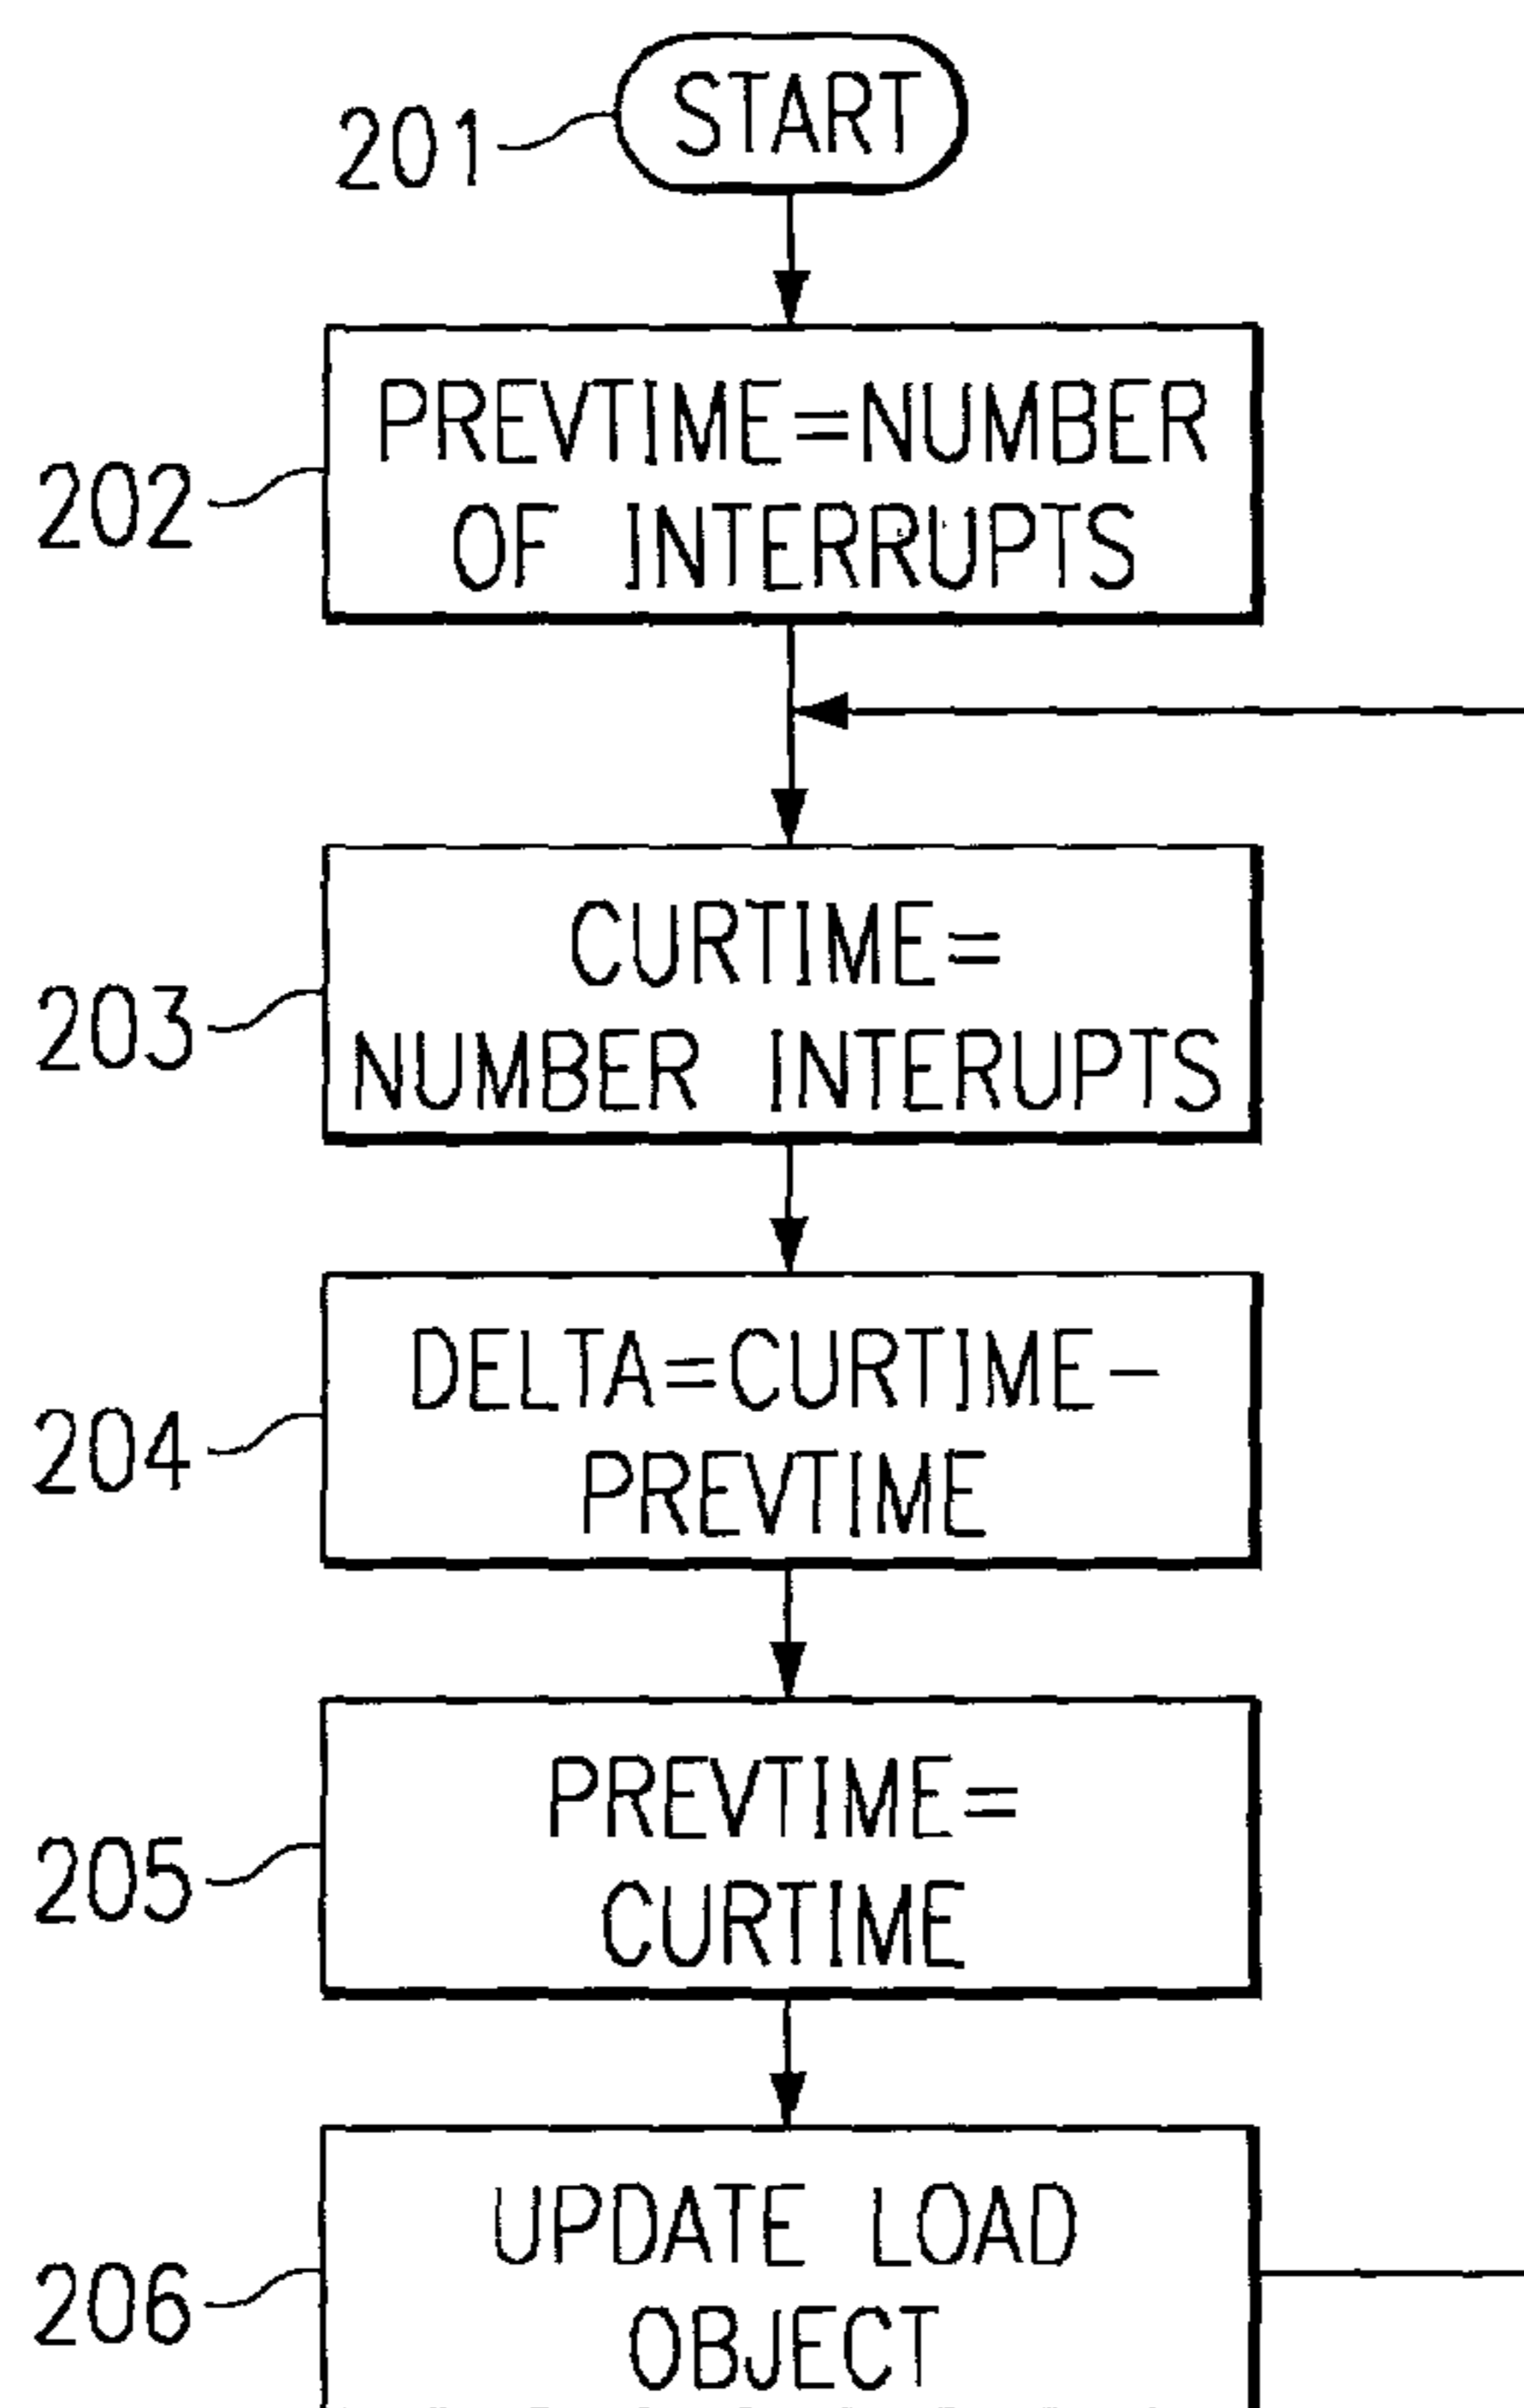 201
START
202
PREVTIME=NUMBER
OF INTERRUPTS
203
CURTIME=
NUMBER INTERUPTS
204
DELTA=CURTIME-
PREVTIME
205
PREVTIME=
CURTIME
206
UPDATE LOAD
OBJECT